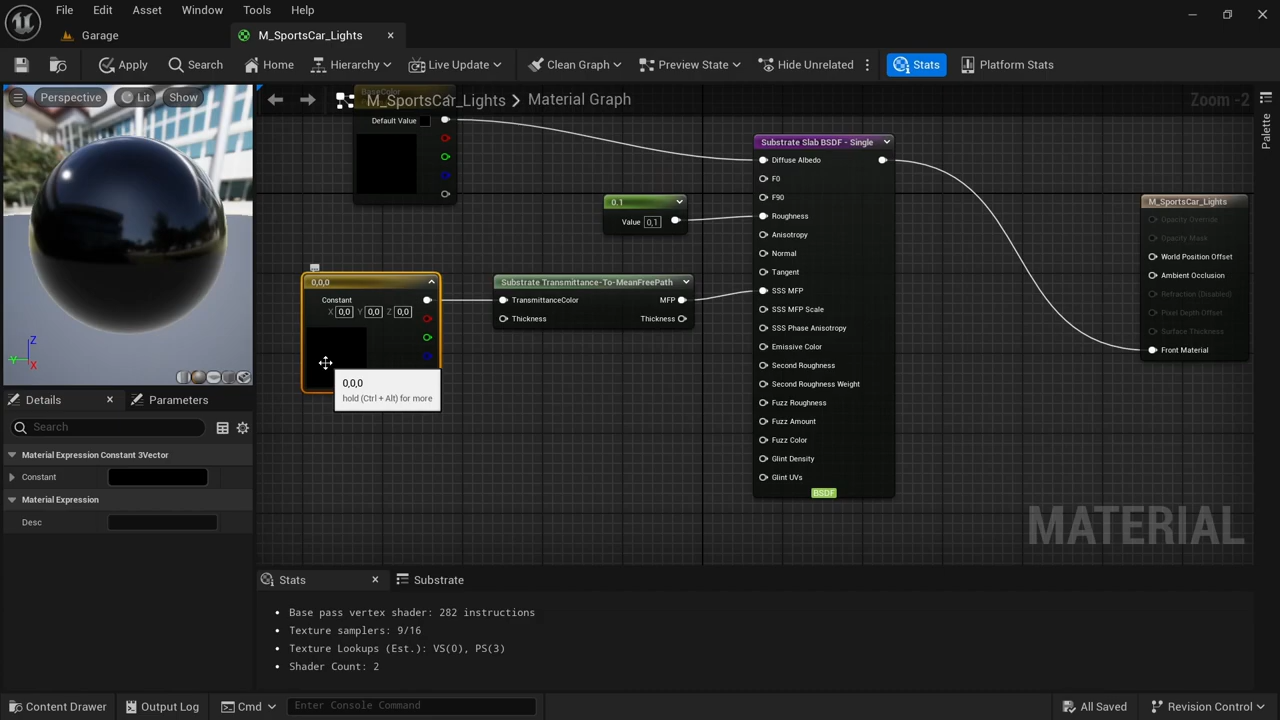 File Edit Asset Window Tools Help
Garage
M_SportsCar_Lights
Apply Search Home Hierarchy Live Update Clean Graph Preview State Hide Unrelated Stats Platform Stats
Perspective Lit Show
M_SportsCar_Lights > Material Graph
Zoom -2
Palette
BaseColor
Default Value
Substrate Slab BSDF - Single
Diffuse Albedo
F0
F90
Roughness
Anisotropy
Normal
Tangent
SSS MFP
SSS MFP Scale
SSS Phase Anisotropy
Emissive Color
Second Roughness
Second Roughness Weight
Fuzz Roughness
Fuzz Amount
Fuzz Color
Glint Density
Glint UVs
BSDF
0,1
Value 0,1
0,0,0
Constant
X 0,0 Y 0,0 Z 0,0
Substrate Transmittance-To-MeanFreePath
TransmittanceColor MFP
Thickness Thickness
0,0,0
hold (Ctrl + Alt) for more
M_SportsCar_Lights
Opacity Override
Opacity Mask
World Position Offset
Ambient Occlusion
Refraction (Disabled)
Pixel Depth Offset
Surface Thickness
Front Material
MATERIAL
Z
Y
X
Details Parameters
Search
Material Expression Constant 3Vector
Constant
Material Expression
Desc
Stats Substrate
Base pass vertex shader: 282 instructions
Texture samplers: 9/16
Texture Lookups (Est.): VS(0), PS(3)
Shader Count: 2
Content Drawer Output Log Cmd Enter Console Command All Saved Revision Control